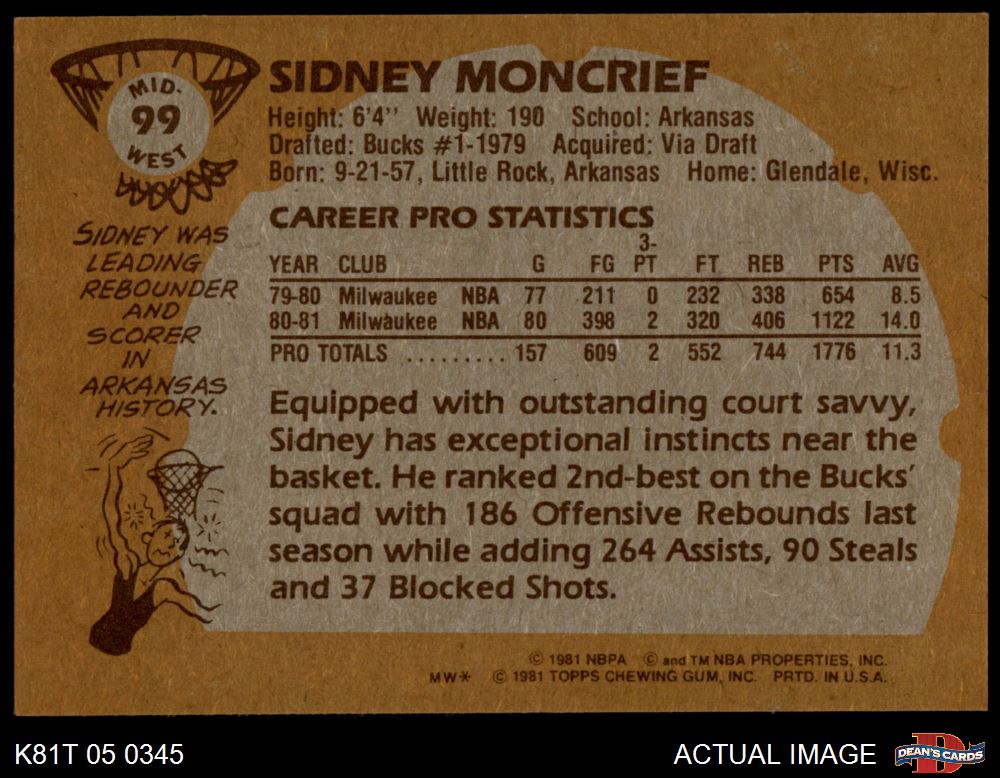 MID-
99
WEST
SIDNEY MONCRIEF
Height: 6'4'' Weight: 190 School: Arkansas
Drafted: Bucks #1-1979 Acquired: Via Draft
Born: 9-21-57, Little Rock, Arkansas Home: Glendale, Wisc.
SIDNEY WAS
LEADING
REBOUNDER
AND
SCORER
IN
ARKANSAS
HISTORY.
CAREER PRO STATISTICS
YEAR CLUB G FG 3-PT FT REB PTS AVG
79-80 Milwaukee NBA 77 211 0 232 338 654 8.5
80-81 Milwaukee NBA 80 398 2 320 406 1122 14.0
PRO TOTALS ......... 157 609 2 552 744 1776 11.3
Equipped with outstanding court savvy,
Sidney has exceptional instincts near the
basket. He ranked 2nd-best on the Bucks'
squad with 186 Offensive Rebounds last
season while adding 264 Assists, 90 Steals
and 37 Blocked Shots.
© 1981 NBPA © and TM NBA PROPERTIES, INC.
MW* © 1981 TOPPS CHEWING GUM, INC. PRTD. IN U.S.A.
K81T 05 0345
ACTUAL IMAGE
D
DEAN'S CARDS